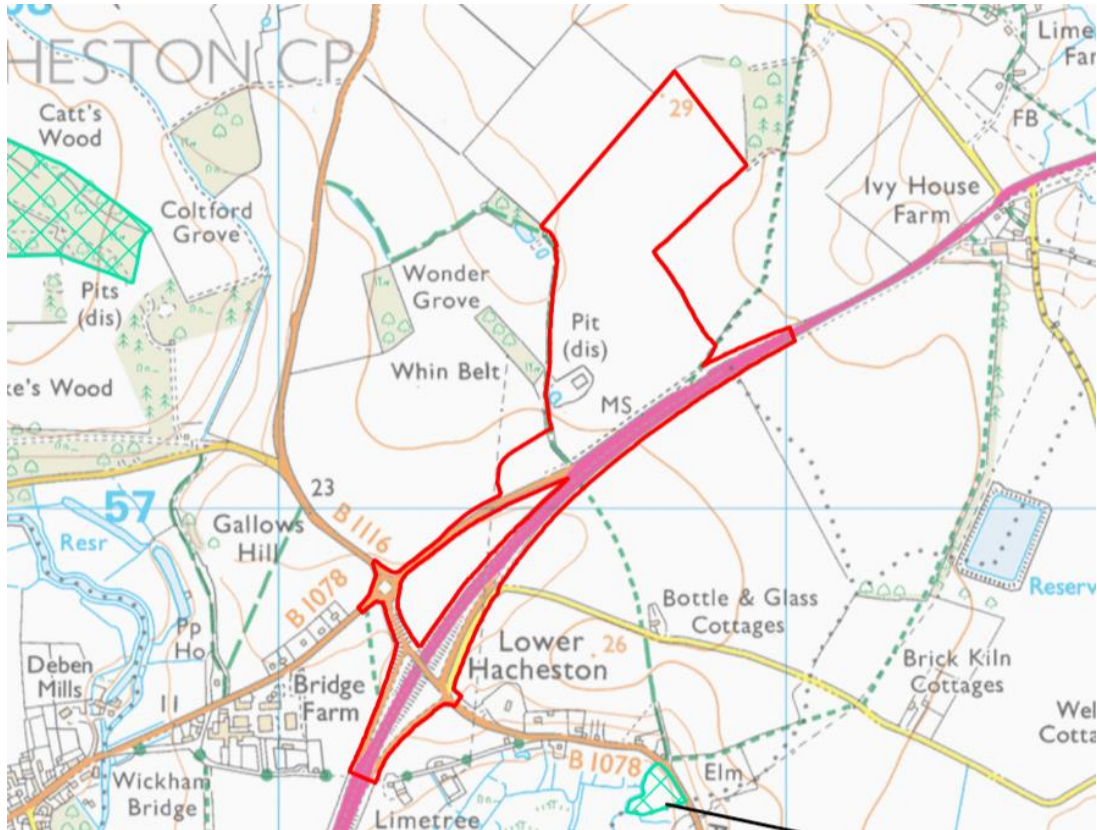 HESTON CP
Catt's
Wood
Coltford
Grove
Pits
(dis)
ke's Wood
57
Resr
Gallows
Hill
23
B 1116
B 1078
Pp
Ho
Deben
Mills
11
Bridge
Farm
Wickham
Bridge
Limetree
Wonder
Grove
Whin Belt
Pit
(dis)
MS
29
Lime
Far
FB
Ivy House
Farm
Lower
Hacheston
26
B 1078
Elm
Bottle & Glass
Cottages
Brick Kiln
Cottages
Reserv
Wel
Cotta